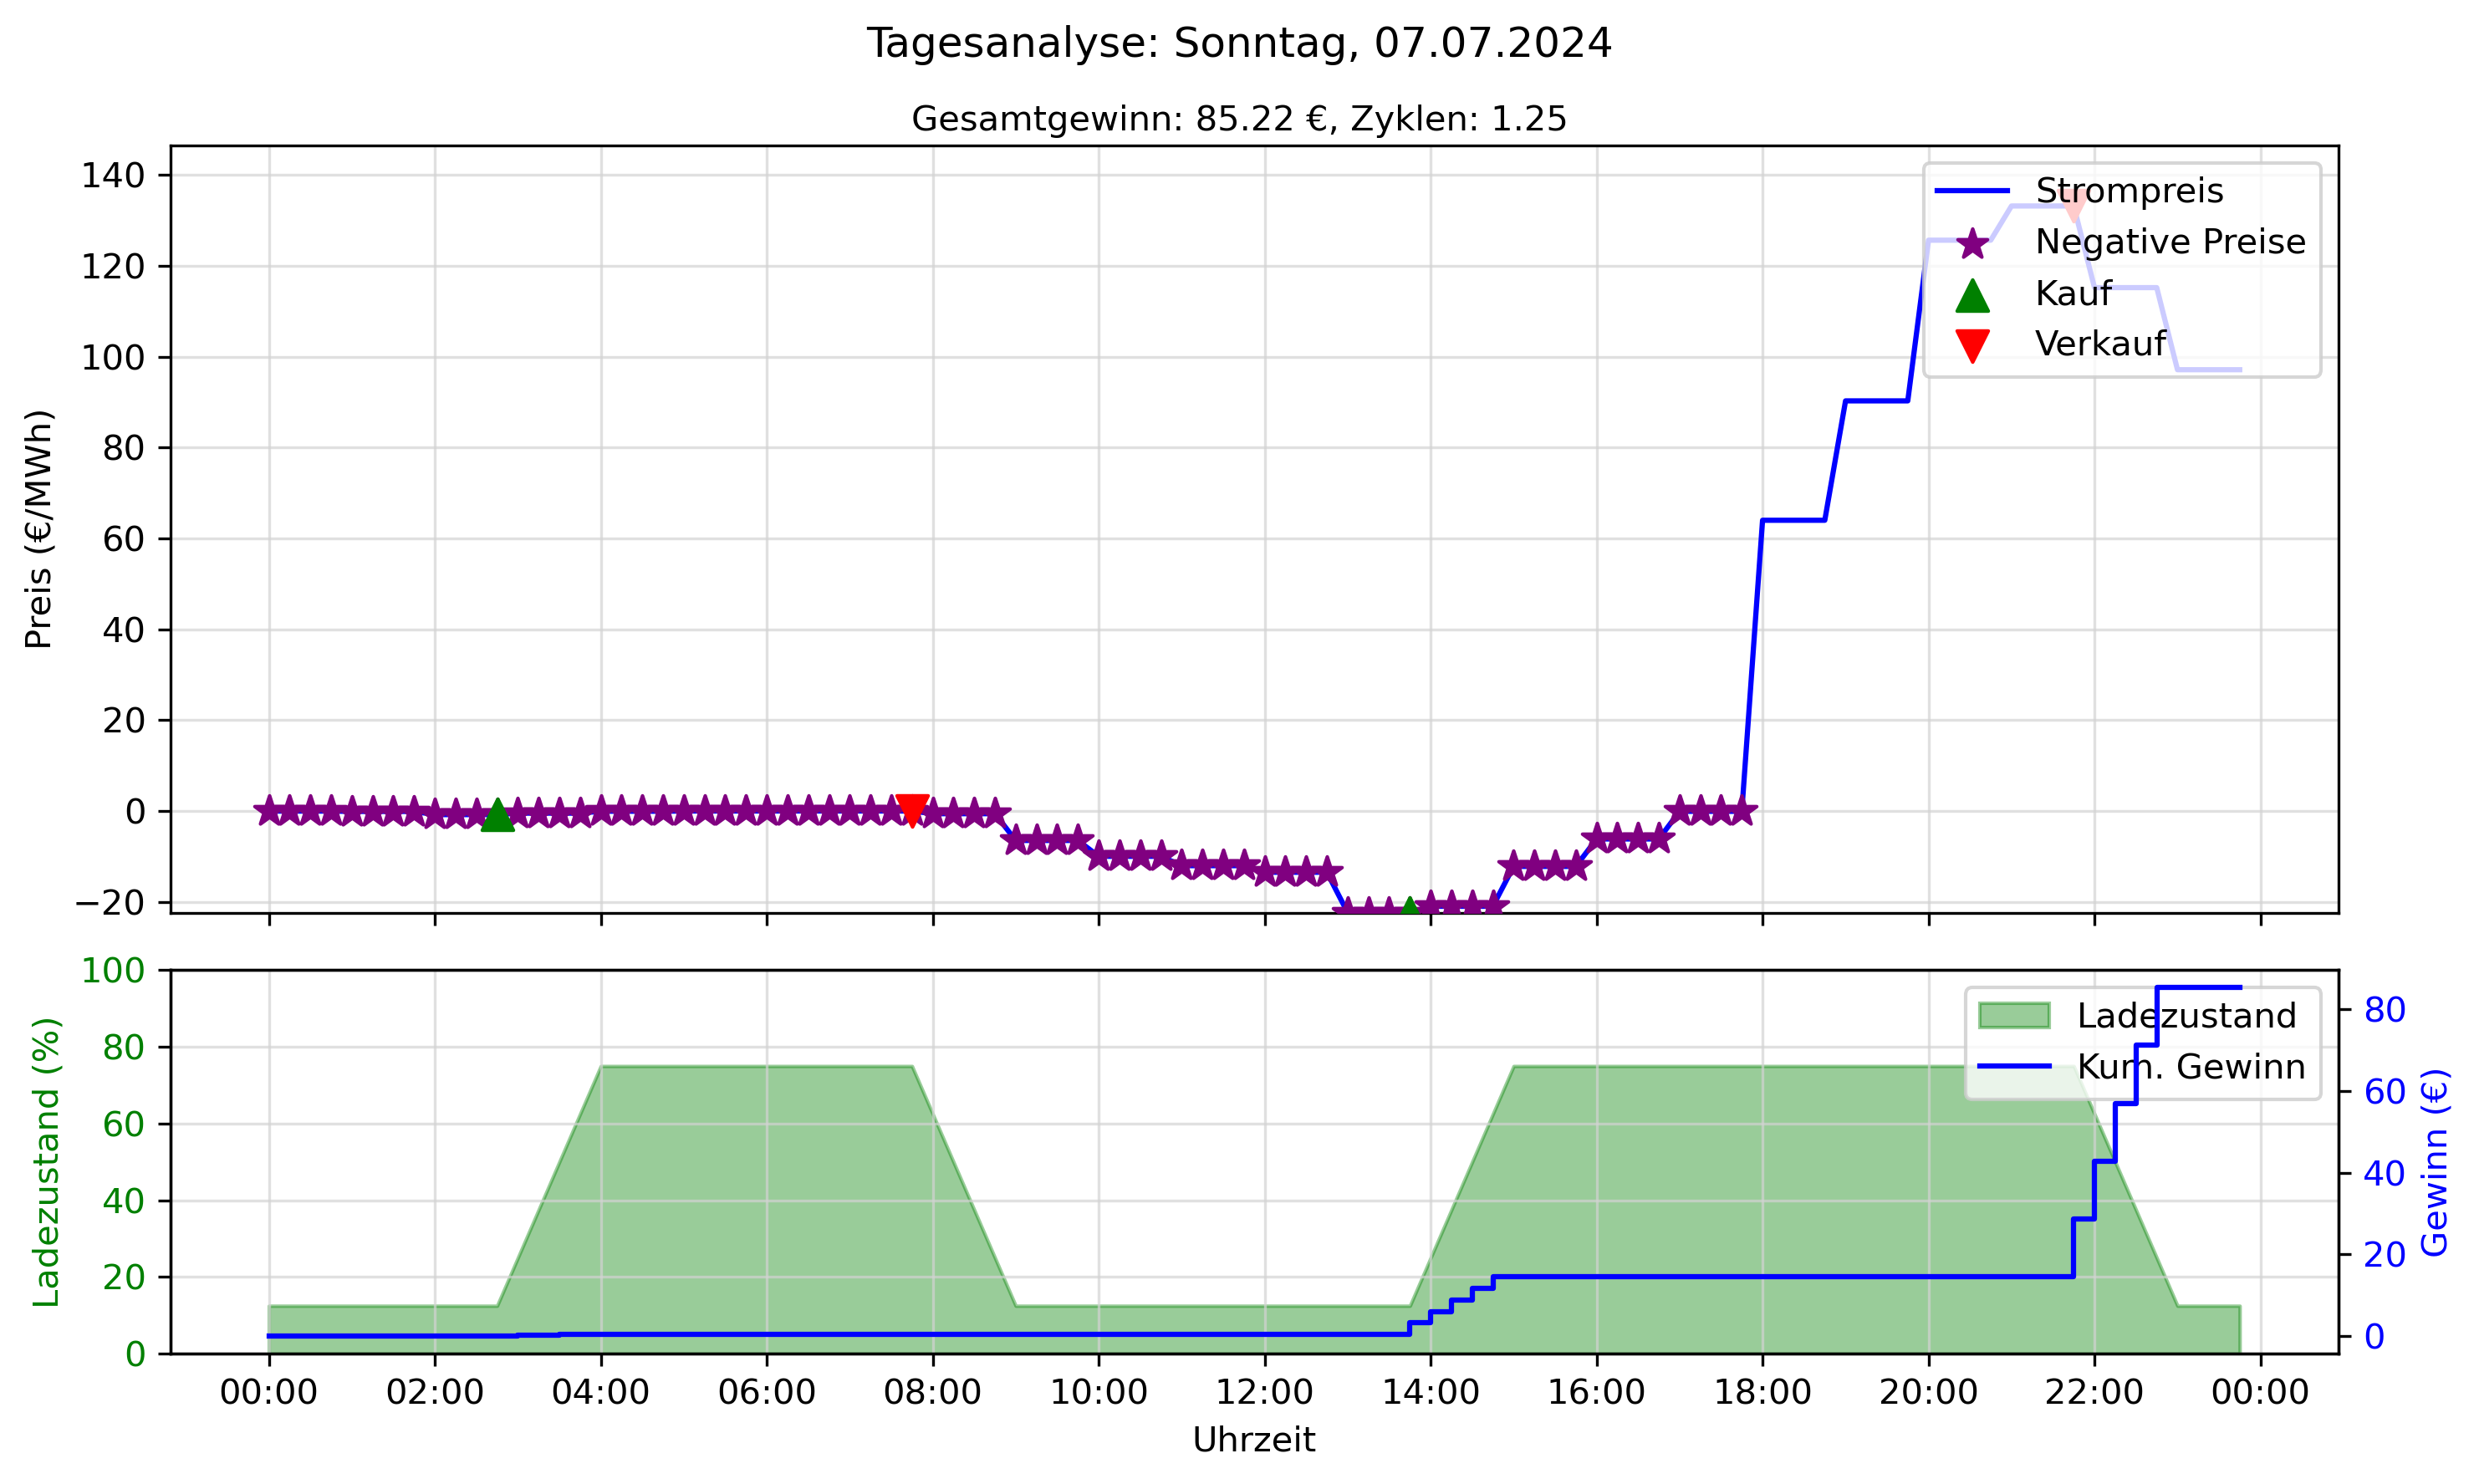 Tagesanalyse: Sonntag, 07.07.2024
Gesamtgewinn: 85.22 €, Zyklen: 1.25
Preis (€/MWh)
140
120
100
80
60
40
20
0
−20
Strompreis
Negative Preise
Kauf
Verkauf
Ladezustand (%)
100
80
60
40
20
0
Ladezustand
Kum. Gewinn
80
60
40
20
0
Gewinn (€)
00:00 02:00 04:00 06:00 08:00 10:00 12:00 14:00 16:00 18:00 20:00 22:00 00:00
Uhrzeit